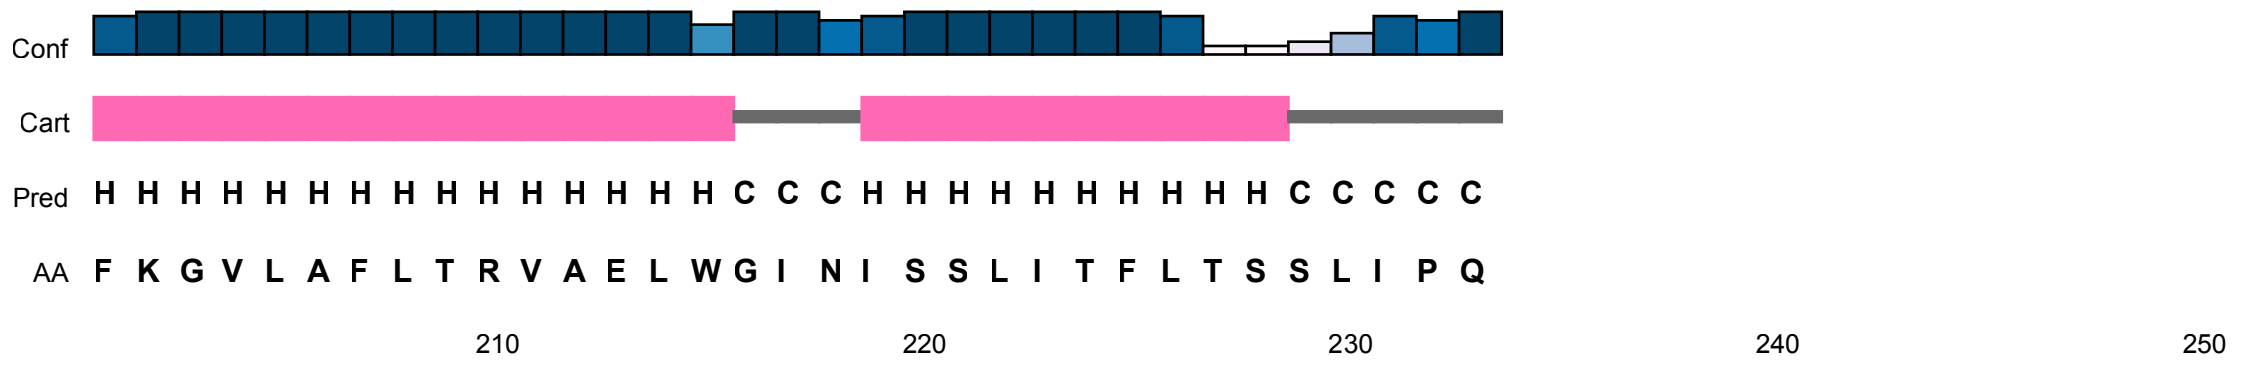 Conf
Cart
Pred H H H H H H H H H H H H H H H C C C H H H H H H H H H H C C C C C
AA F K G V L A F L T R V A E L W G I N I S S L I T F L T S S L I P Q
210 220 230 240 250